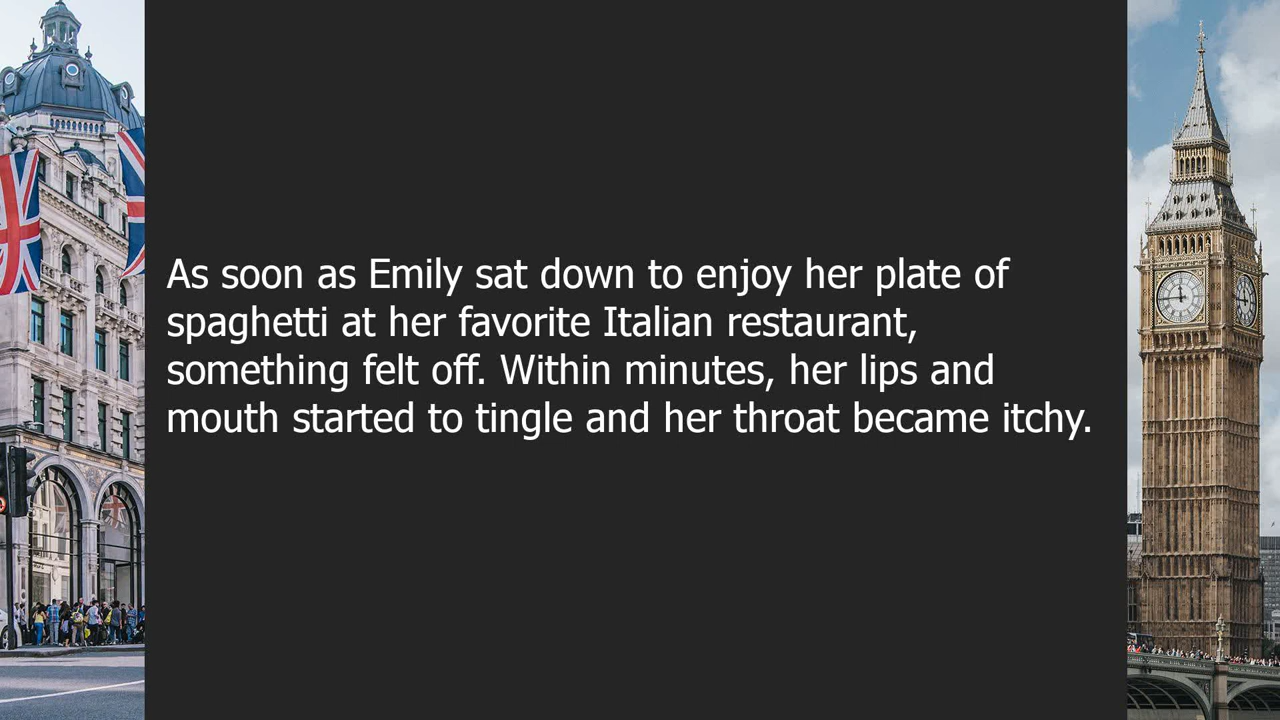 As soon as Emily sat down to enjoy her plate of
spaghetti at her favorite Italian restaurant,
something felt off. Within minutes, her lips and
mouth started to tingle and her throat became itchy.